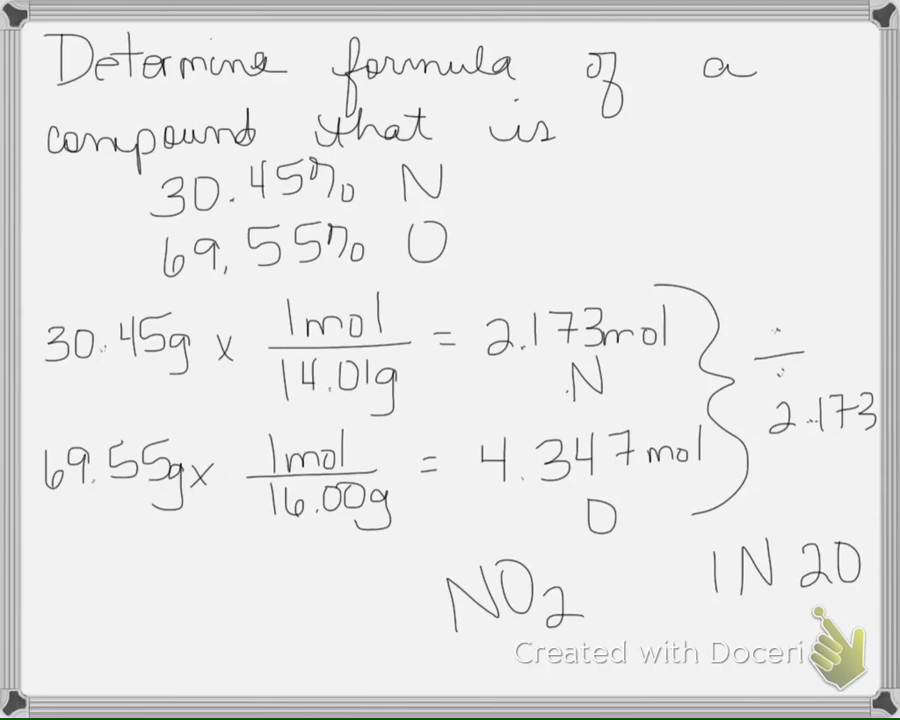 Determine formula of a
compound that is
30.45% N
69.55% O
30.45g x 1mol/14.01g = 2.173mol N
÷ 2.173
69.55g x 1mol/16.00g = 4.347mol O
1N 2O
NO₂
Created with Doceri